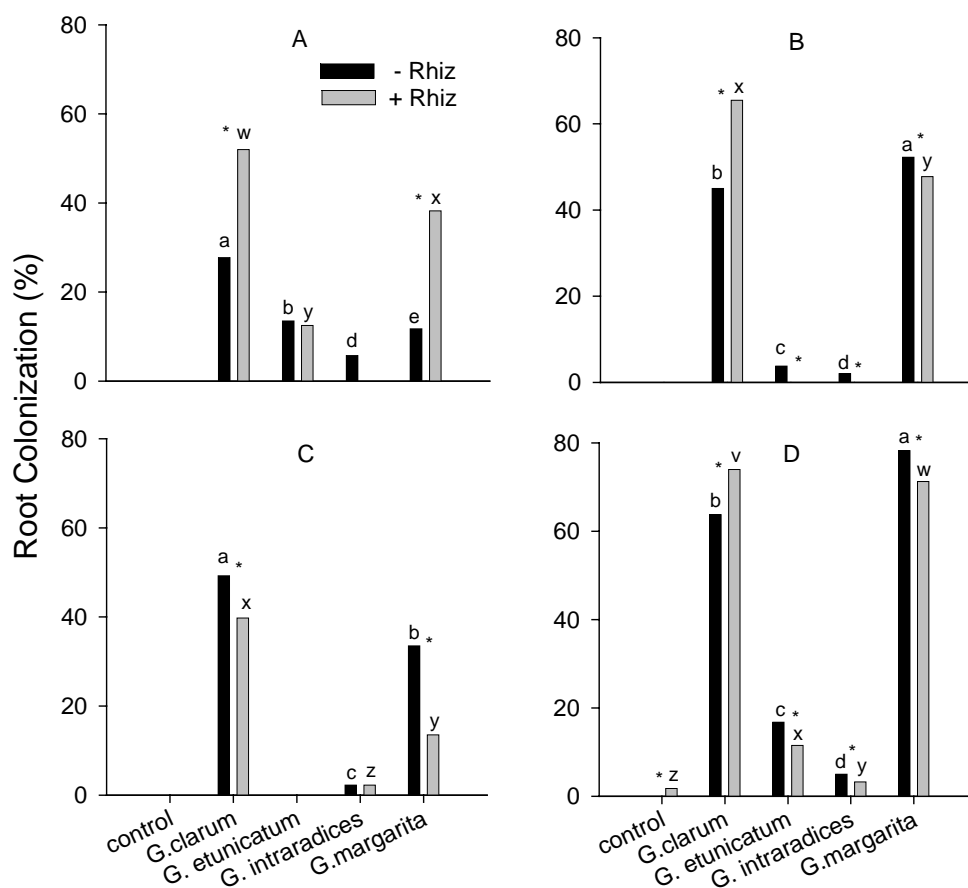 Root Colonization (%)
A
- Rhiz
+ Rhiz
80
60
40
20
0
* w
a
b y
d
e
* x
B
80
60
40
20
0
* x
b
c *
d *
a *
y
C
80
60
40
20
0
a *
x
c z
b *
y
control
G.clarum
G. etunicatum
G. intraradices
G.margarita
D
80
60
40
20
0
* z
* v
b
c *
x
d *
y
a *
w
control
G.clarum
G. etunicatum
G. intraradices
G.margarita